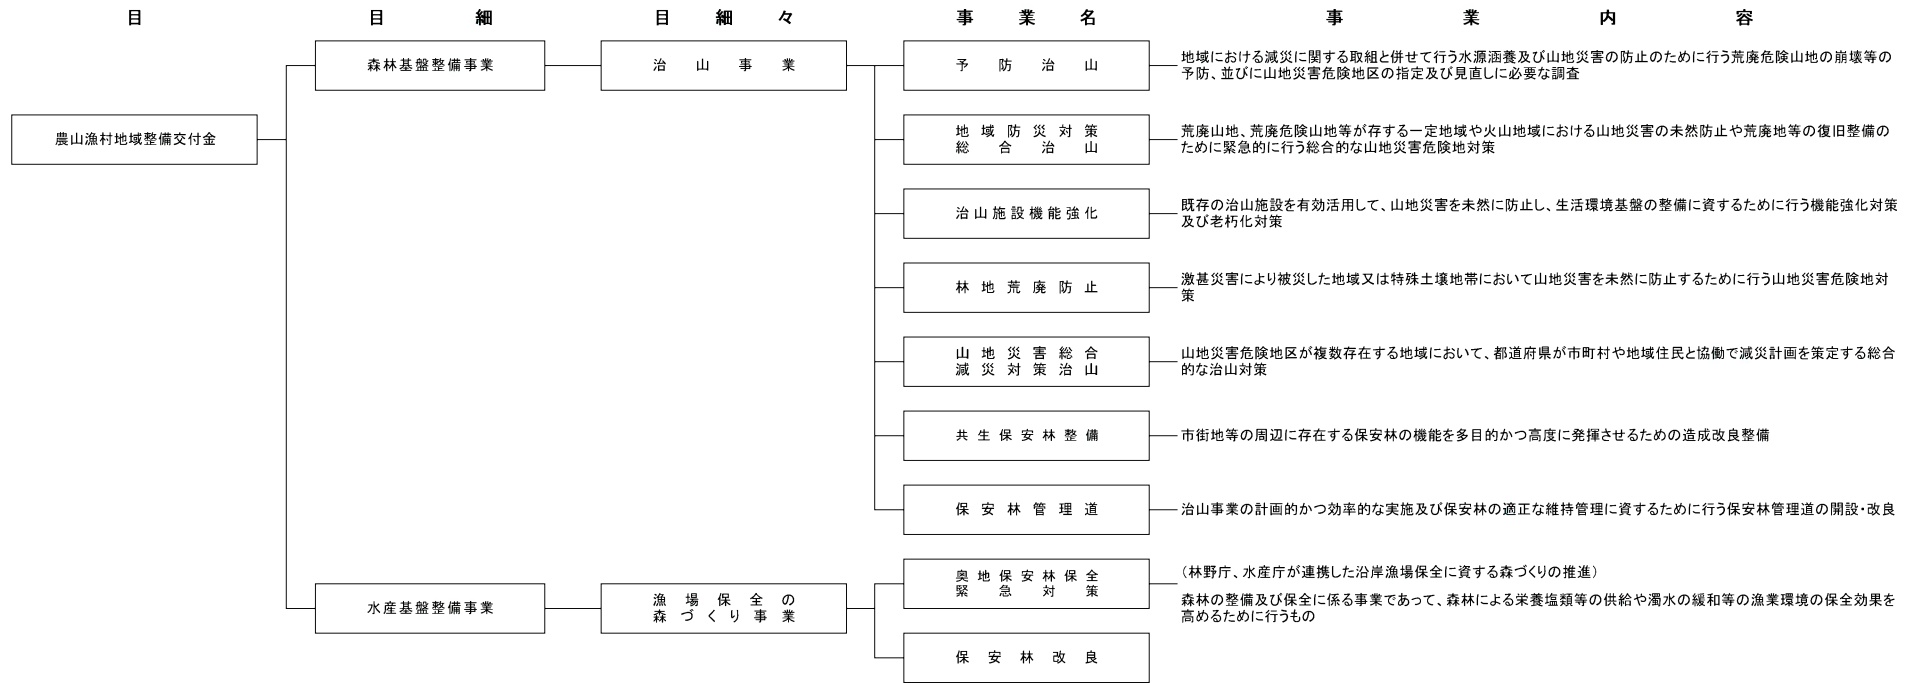 目 目細 目細々 事業名 事業内容
農山漁村地域整備交付金
森林基盤整備事業
治山事業
予防治山
地域における減災に関する取組と併せて行う水源涵養及び山地災害の防止のために行う荒廃危険山地の崩壊等の
予防、並びに山地災害危険地区の指定及び見直しに必要な調査
地域防災対策
総合治山
荒廃山地、荒廃危険山地等が存する一定地域や火山地域における山地災害の未然防止や荒廃地等の復旧整備の
ために緊急的に行う総合的な山地災害危険地対策
治山施設機能強化
既存の治山施設を有効活用して、山地災害を未然に防止し、生活環境基盤の整備に資するために行う機能強化対策
及び老朽化対策
林地荒廃防止
激甚災害により被災した地域又は特殊土壌地帯において山地災害を未然に防止するために行う山地災害危険地対
策
山地災害総合
減災対策治山
山地災害危険地区が複数存在する地域において、都道府県が市町村や地域住民と協働で減災計画を策定する総合
的な治山対策
共生保安林整備
市街地等の周辺に存在する保安林の機能を多目的かつ高度に発揮させるための造成改良整備
保安林管理道
治山事業の計画的かつ効率的な実施及び保安林の適正な維持管理に資するために行う保安林管理道の開設・改良
水産基盤整備事業
漁場保全の
森づくり事業
奥地保安林保全
緊急対策
（林野庁、水産庁が連携した沿岸漁場保全に資する森づくりの推進）
森林の整備及び保全に係る事業であって、森林による栄養塩類等の供給や濁水の緩和等の漁業環境の保全効果を
高めるために行うもの
保安林改良